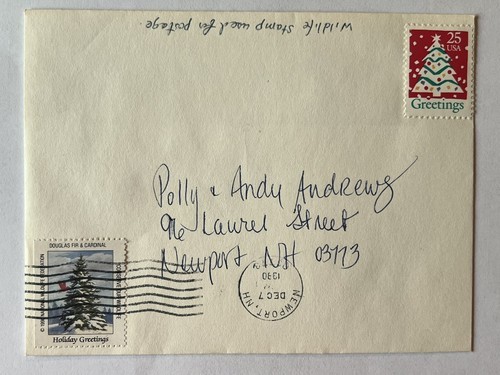 Wildlife stamp used for postage.
25
USA
Greetings
Polly & Andy Andrews
96 Laurel Street
Newport, NH 03773
DOUGLAS FIR & CARDINAL
Holiday Greetings
NEWPORT, NH
DEC 7
1990